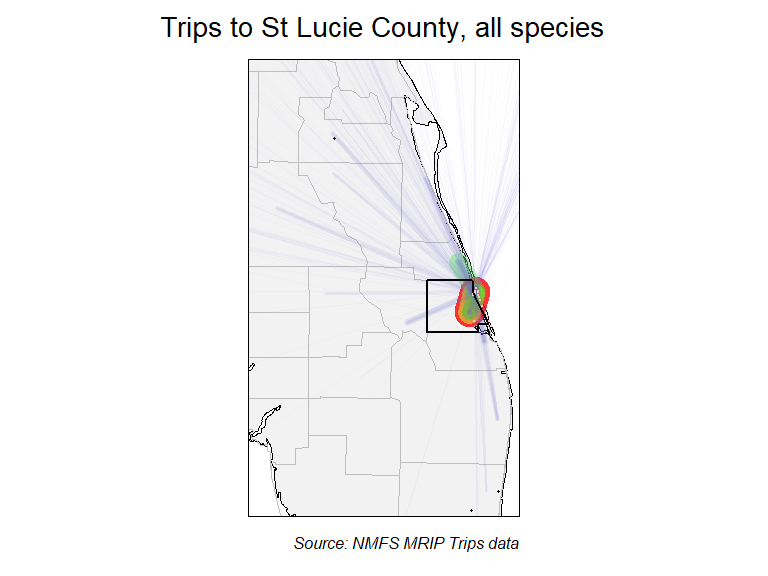 Trips to St Lucie County, all species
Source: NMFS MRIP Trips data